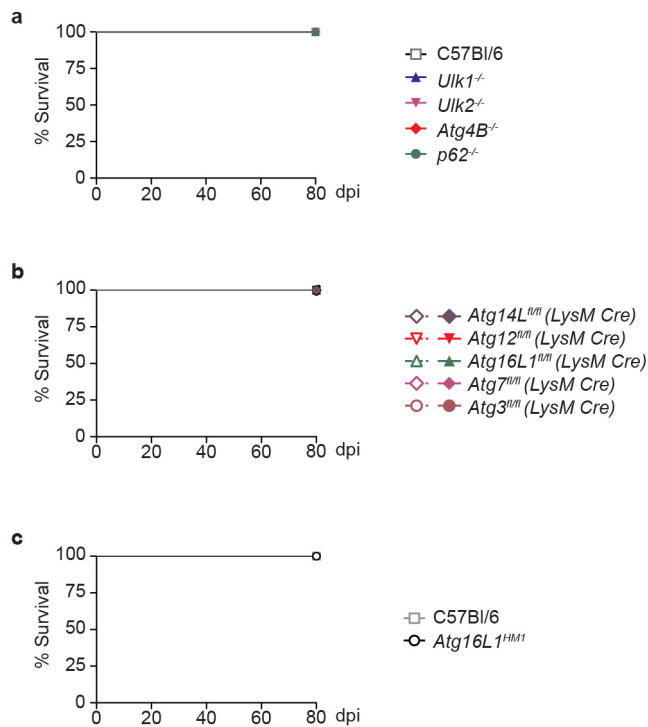 a
100
75
50
25
0
% Survival
0 20 40 60 80 dpi
C57Bl/6
Ulk1-/-
Ulk2-/-
Atg4B-/-
p62-/-
b
100
75
50
25
0
% Survival
0 20 40 60 80 dpi
Atg14Lfl/fl (LysM Cre)
Atg12fl/fl (LysM Cre)
Atg16L1fl/fl (LysM Cre)
Atg7fl/fl (LysM Cre)
Atg3fl/fl (LysM Cre)
c
100
75
50
25
0
% Survival
0 20 40 60 80 dpi
C57Bl/6
Atg16L1HM1